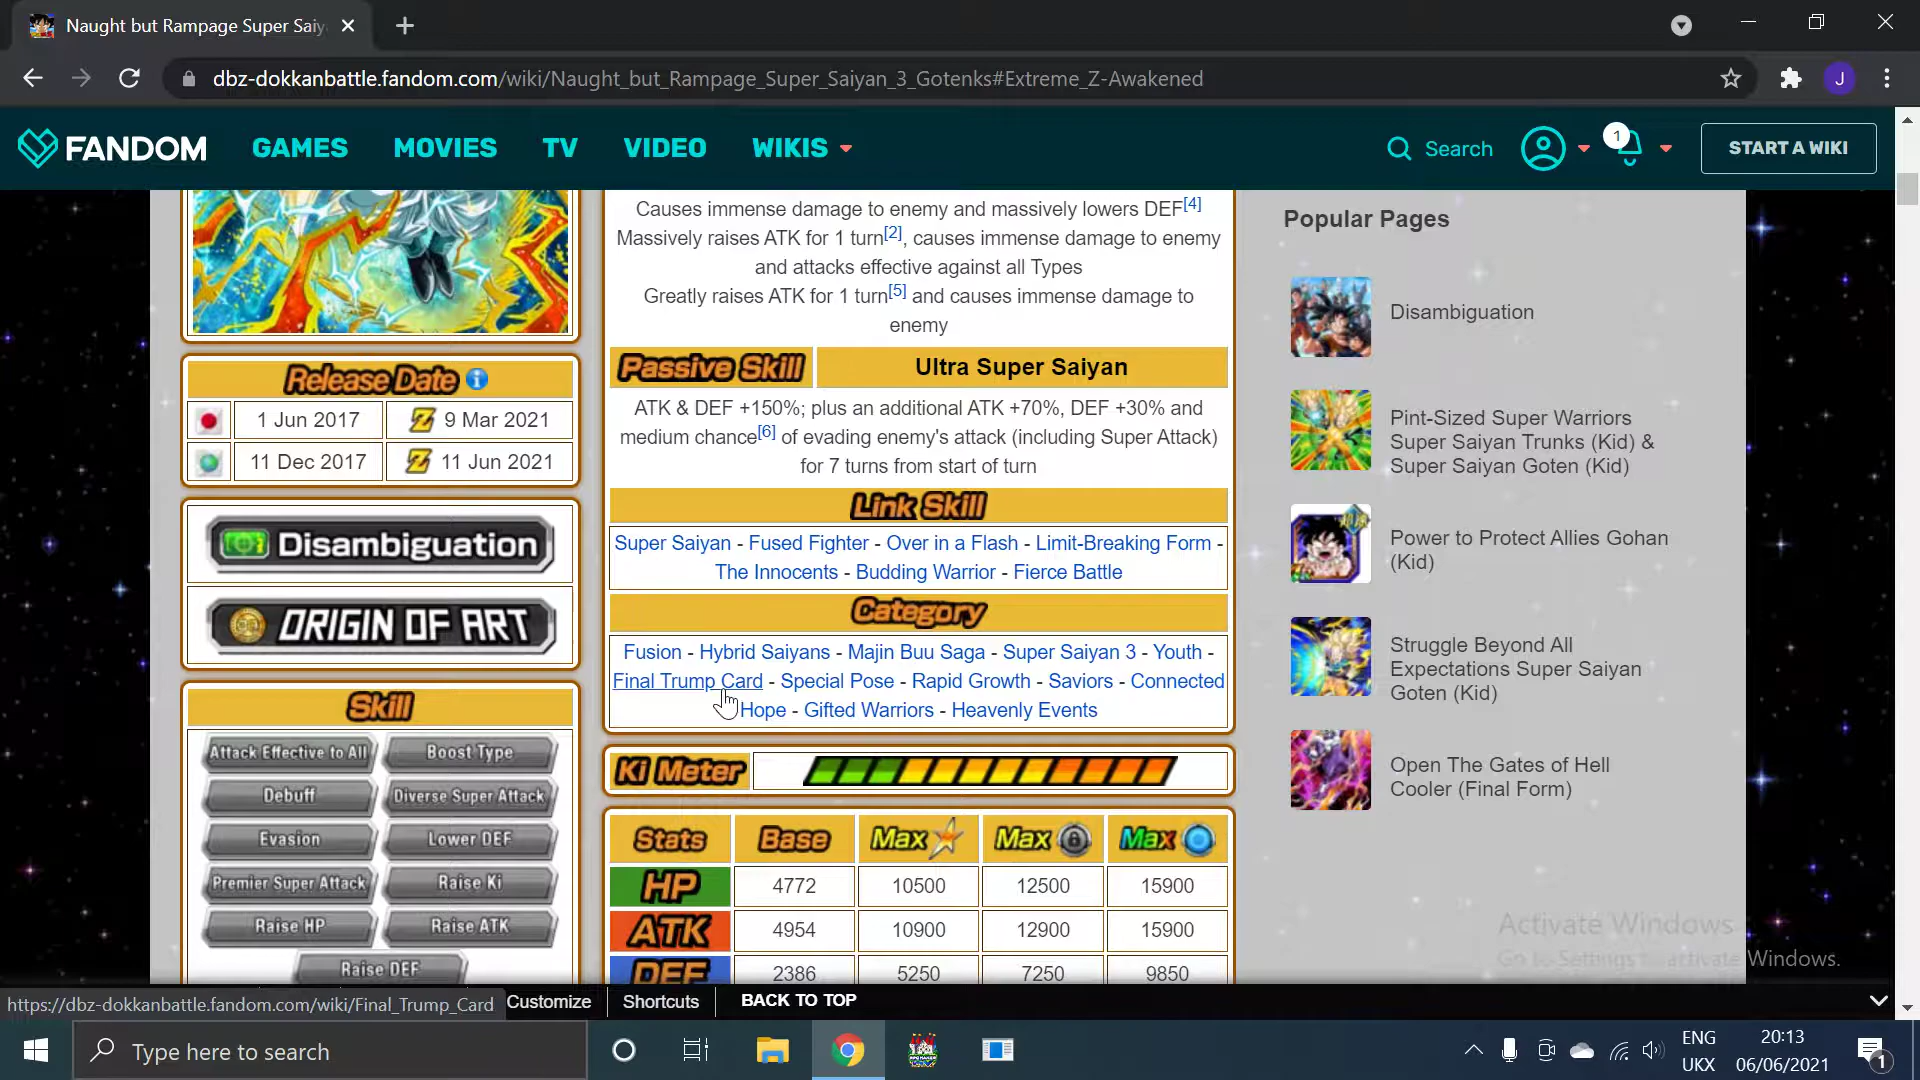 Naught but Rampage Super Saiy
dbz-dokkanbattle.fandom.com/wiki/Naught_but_Rampage_Super_Saiyan_3_Gotenks#Extreme_Z-Awakened
J
FANDOM
GAMES
MOVIES
TV
VIDEO
WIKIS
Search
1
START A WIKI
Release Date
1 Jun 2017
9 Mar 2021
11 Dec 2017
11 Jun 2021
Disambiguation
ORIGIN OF ART
Skill
Attack Effective to All
Boost Type
Debuff
Diverse Super Attack
Evasion
Lower DEF
Premier Super Attack
Raise Ki
Raise HP
Raise ATK
Raise DEF
Causes immense damage to enemy and massively lowers DEF[4]
Massively raises ATK for 1 turn[2], causes immense damage to enemy
and attacks effective against all Types
Greatly raises ATK for 1 turn[5] and causes immense damage to
enemy
Passive Skill
Ultra Super Saiyan
ATK & DEF +150%; plus an additional ATK +70%, DEF +30% and
medium chance[6] of evading enemy's attack (including Super Attack)
for 7 turns from start of turn
Link Skill
Super Saiyan - Fused Fighter - Over in a Flash - Limit-Breaking Form -
The Innocents - Budding Warrior - Fierce Battle
Category
Fusion - Hybrid Saiyans - Majin Buu Saga - Super Saiyan 3 - Youth -
Final Trump Card - Special Pose - Rapid Growth - Saviors - Connected
Hope - Gifted Warriors - Heavenly Events
Ki Meter
Stats
Base
Max
Max
Max
HP
4772
10500
12500
15900
ATK
4954
10900
12900
15900
DEF
2386
5250
7250
9850
Popular Pages
Disambiguation
Pint-Sized Super Warriors
Super Saiyan Trunks (Kid) &
Super Saiyan Goten (Kid)
Power to Protect Allies Gohan
(Kid)
Struggle Beyond All
Expectations Super Saiyan
Goten (Kid)
Open The Gates of Hell
Cooler (Final Form)
Activate Windows
Go to Settings to activate Windows.
https://dbz-dokkanbattle.fandom.com/wiki/Final_Trump_Card
Customize
Shortcuts
BACK TO TOP
Type here to search
ENG
UKX
20:13
06/06/2021
1